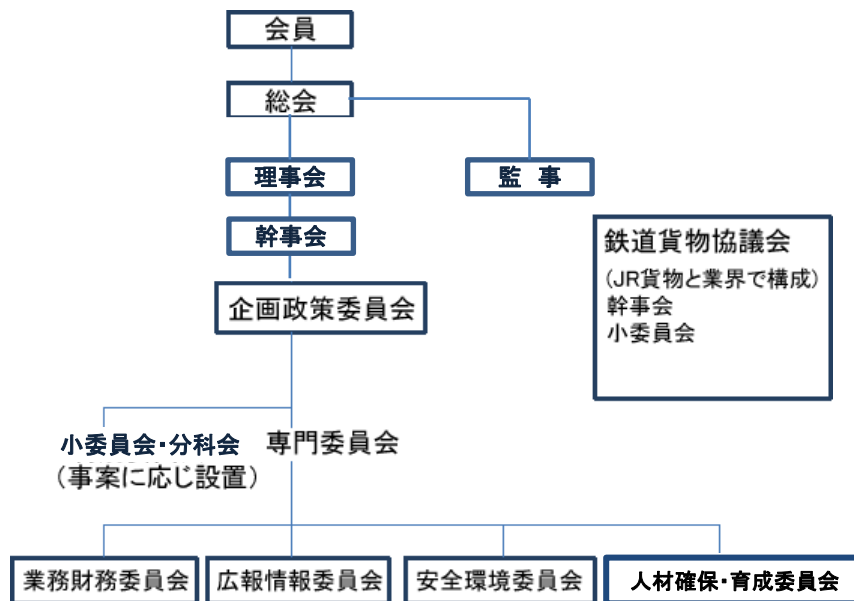 会員
総会
理事会
監 事
幹事会
企画政策委員会
鉄道貨物協議会
(JR貨物と業界で構成)
幹事会
小委員会
小委員会・分科会
(事案に応じ設置)
専門委員会
業務財務委員会
広報情報委員会
安全環境委員会
人材確保・育成委員会